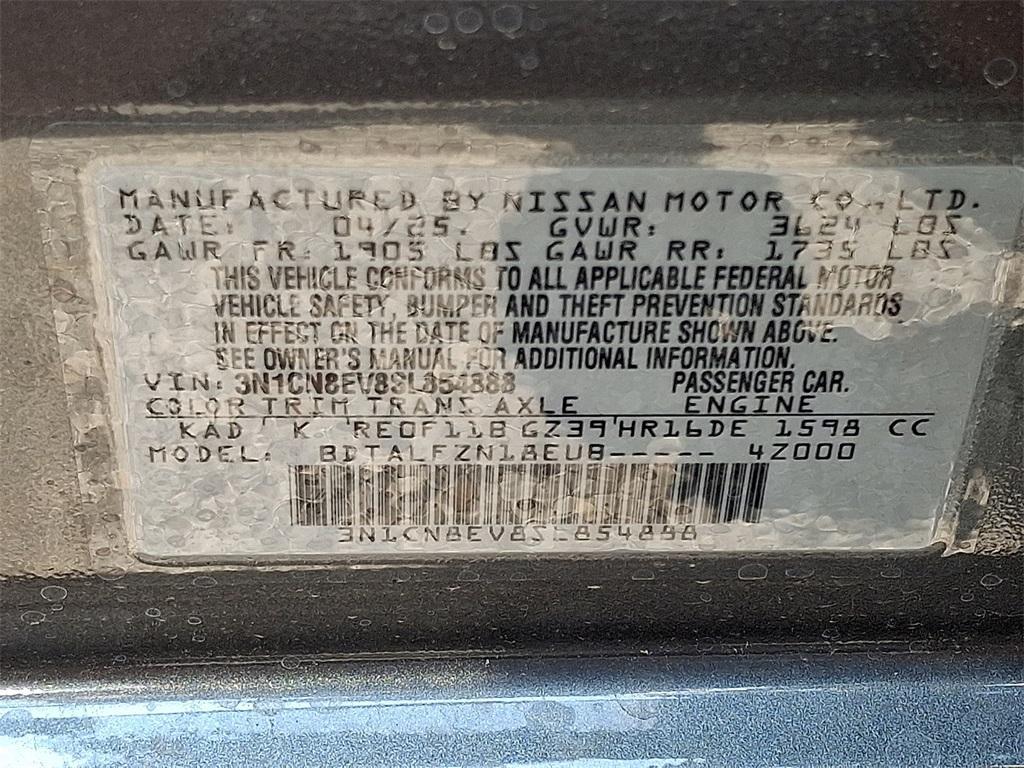 MANUFACTURED BY NISSAN MOTOR CO., LTD.
DATE: 04/25. GVWR: 3624 LBS
GAWR FR: 1905 LBS GAWR RR: 1735 LBS
THIS VEHICLE CONFORMS TO ALL APPLICABLE FEDERAL MOTOR
VEHICLE SAFETY, BUMPER AND THEFT PREVENTION STANDARDS
IN EFFECT ON THE DATE OF MANUFACTURE SHOWN ABOVE.
SEE OWNER'S MANUAL FOR ADDITIONAL INFORMATION.
VIN: 3N1CN8EV8SL854888 PASSENGER CAR.
COLOR TRIM TRANS AXLE ENGINE
KAD K RE0F11B GZ39 HR16DE 1598 CC
MODEL: BDTALFZN18EU8----- 4Z000
3N1CN8EV8SL854888